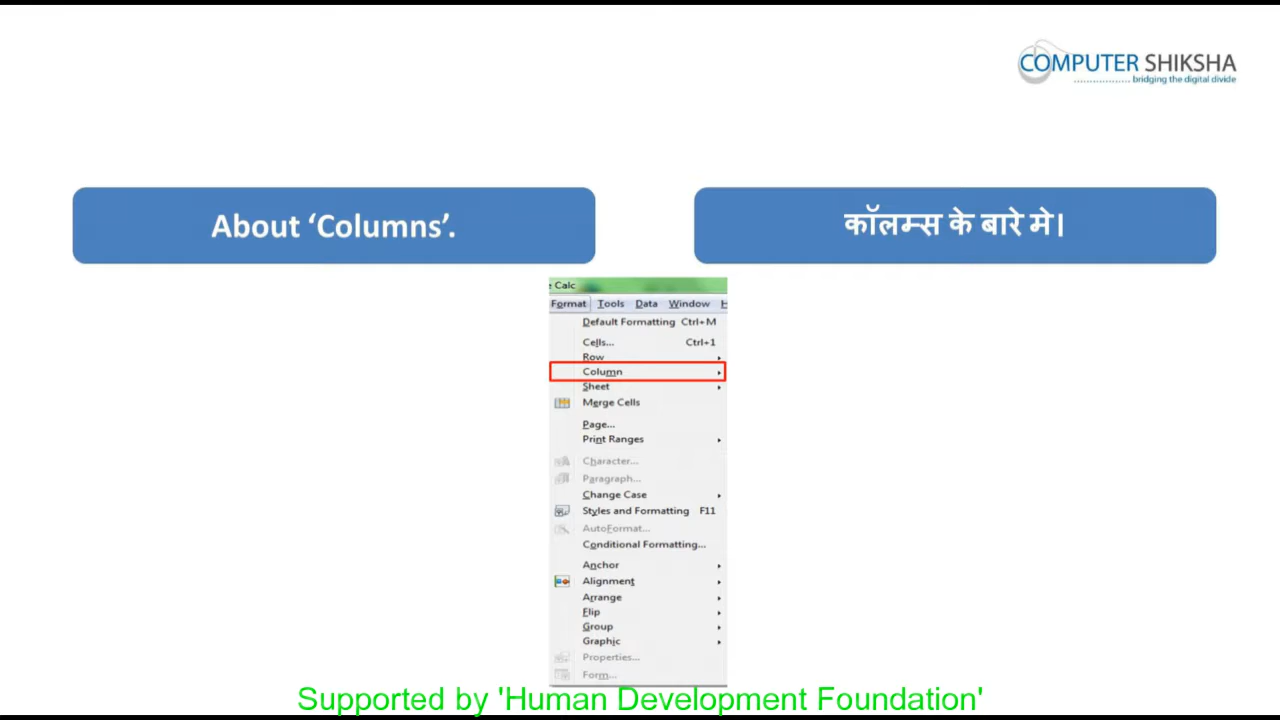 COMPUTER SHIKSHA
bridging the digital divide
About ‘Columns’.
कॉलम्स के बारे मे।
Calc
Format Tools Data Window
Default Formatting Ctrl+M
Cells... Ctrl+1
Row
Column
Sheet
Merge Cells
Page...
Print Ranges
Character...
Paragraph...
Change Case
Styles and Formatting F11
AutoFormat...
Conditional Formatting...
Anchor
Alignment
Arrange
Flip
Group
Graphic
Properties...
Form...
Supported by 'Human Development Foundation'